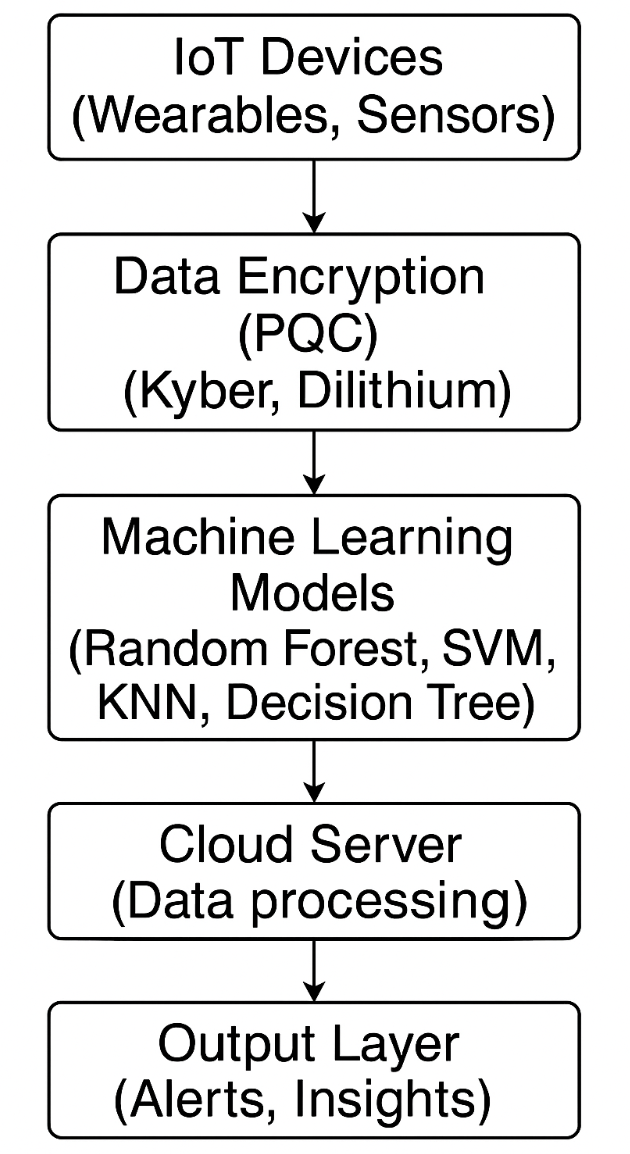 IoT Devices
(Wearables, Sensors)
Data Encryption
(PQC)
(Kyber, Dilithium)
Machine Learning
Models
(Random Forest, SVM,
KNN, Decision Tree)
Cloud Server
(Data processing)
Output Layer
(Alerts, Insights)